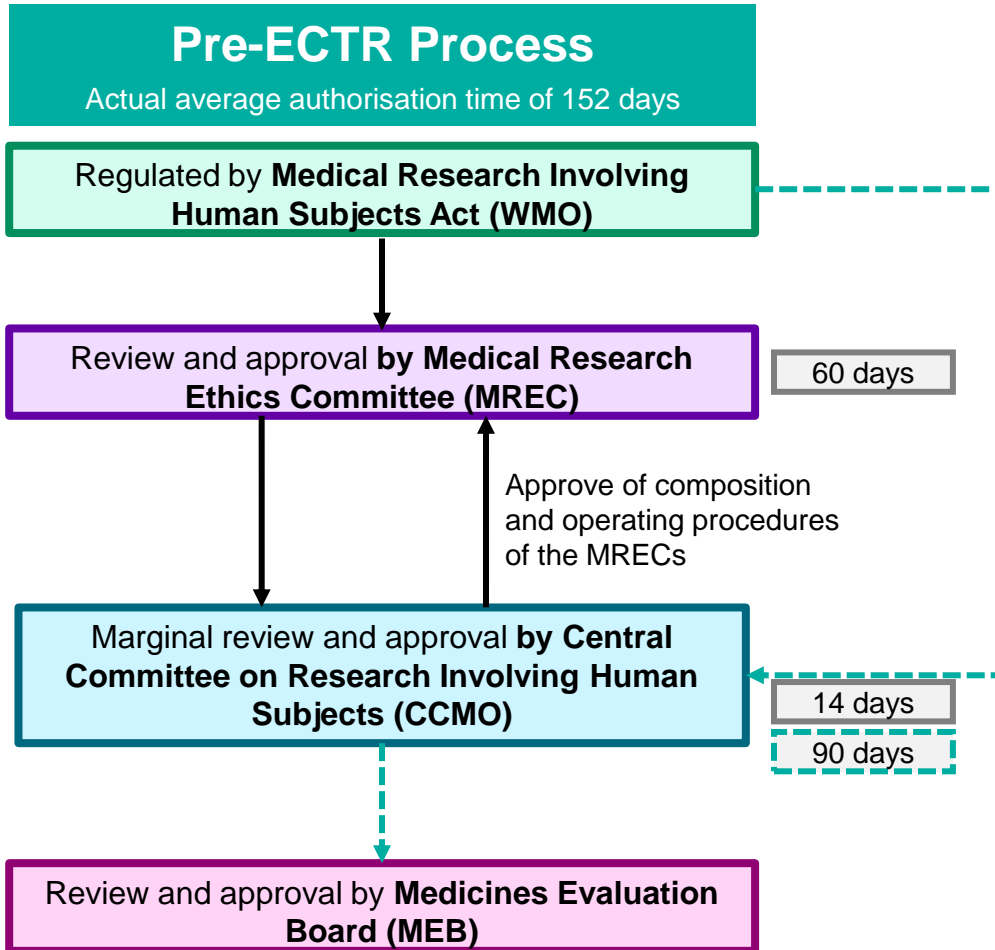 Pre-ECTR Process
Actual average authorisation time of 152 days
Regulated by Medical Research Involving
Human Subjects Act (WMO)
Review and approval by Medical Research
Ethics Committee (MREC)
60 days
Approve of composition
and operating procedures
of the MRECs
Marginal review and approval by Central
Committee on Research Involving Human
Subjects (CCMO)
14 days
90 days
Review and approval by Medicines Evaluation
Board (MEB)